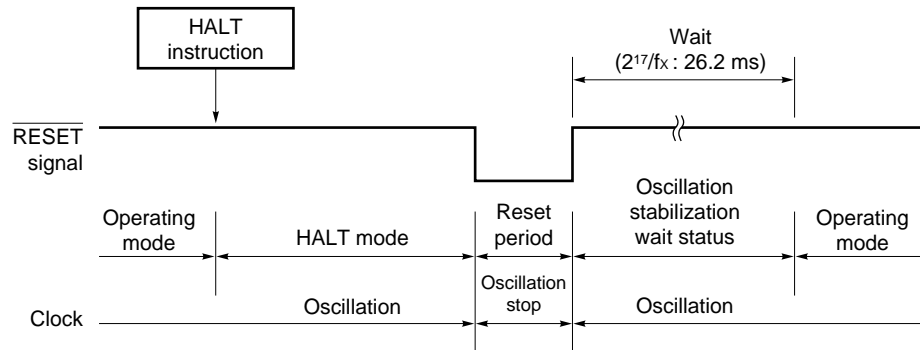 HALT
instruction
Wait
(2¹⁷/fx : 26.2 ms)
RESET
signal
Operating
mode
HALT mode
Reset
period
Oscillation
stabilization
wait status
Operating
mode
Clock
Oscillation
Oscillation
stop
Oscillation